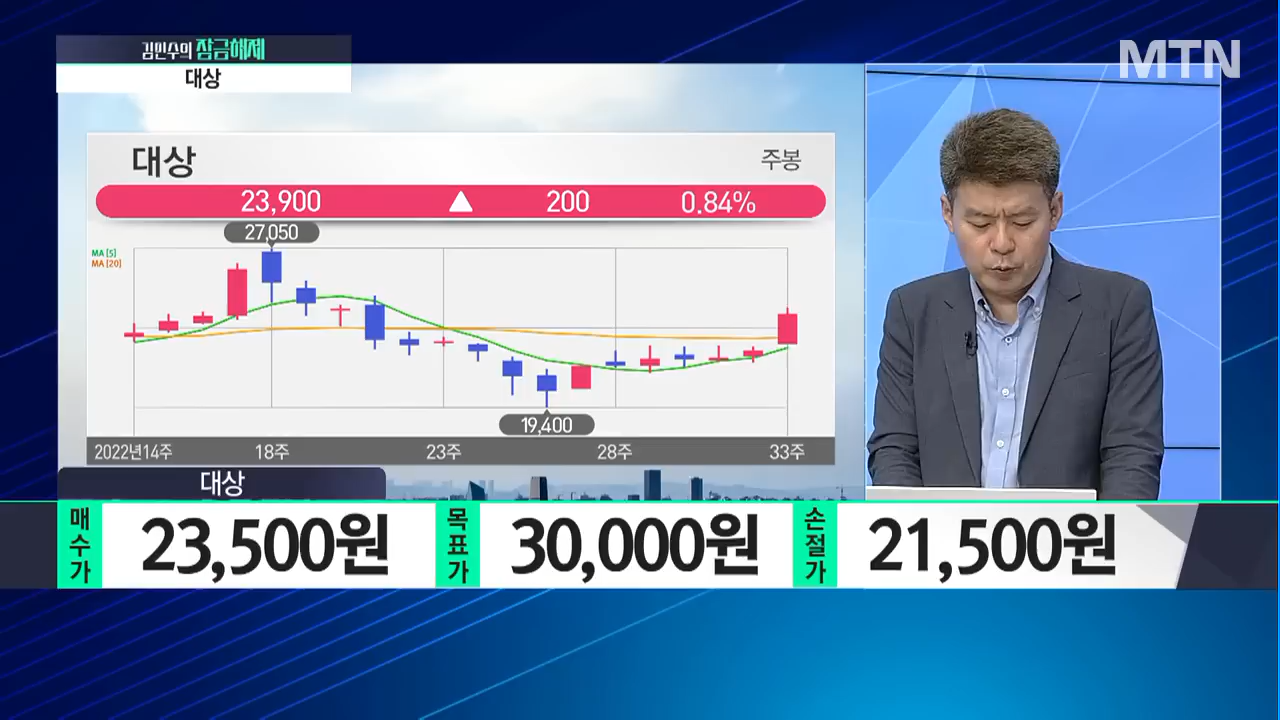 김민수의 잠금해제
MTN
대상
대상
주봉
23,900 ▲ 200 0.84%
27,050
MA [5]
MA [20]
19,400
2022년14주 18주 23주 28주 33주
대상
매수가 23,500원 목표가 30,000원 손절가 21,500원